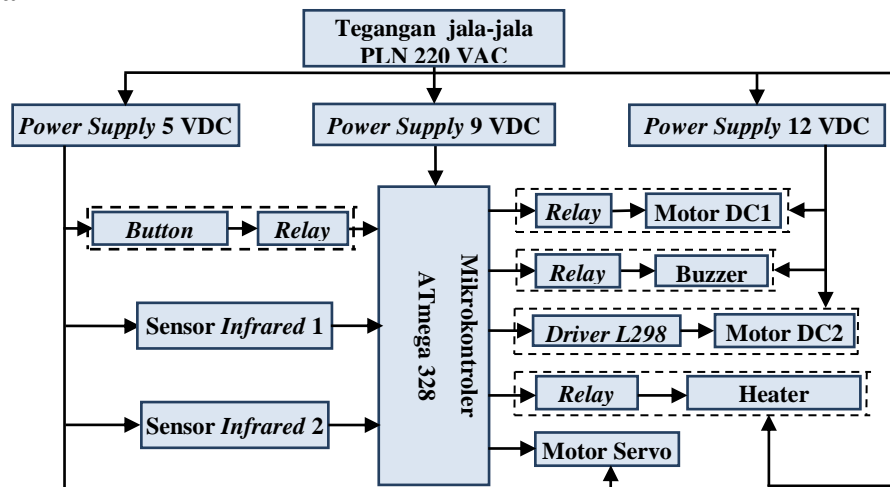 Tegangan jala-jala
PLN 220 VAC
Power Supply 5 VDC
Power Supply 9 VDC
Power Supply 12 VDC
Button
Relay
Sensor Infrared 1
Sensor Infrared 2
Mikrokontroler
ATmega 328
Relay
Motor DC1
Relay
Buzzer
Driver L298
Motor DC2
Relay
Heater
Motor Servo